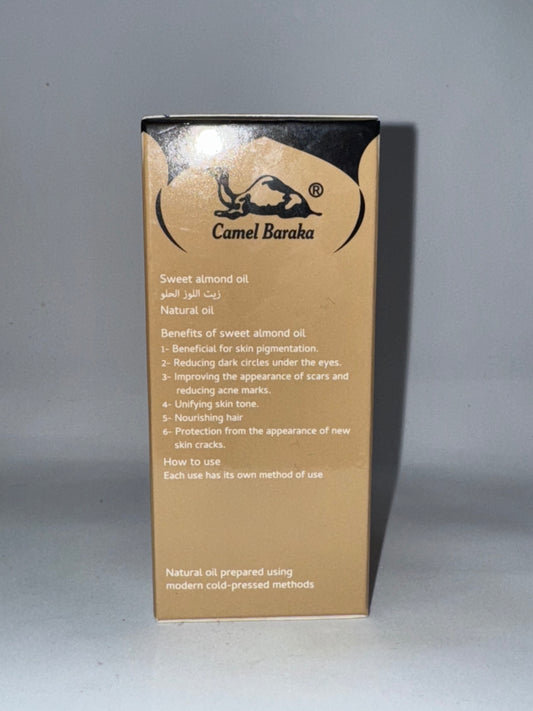 ®
Camel Baraka
Sweet almond oil
زيت اللوز الحلو
Natural oil
Benefits of sweet almond oil
1- Beneficial for skin pigmentation.
2- Reducing dark circles under the eyes.
3- Improving the appearance of scars and
reducing acne marks.
4- Unifying skin tone.
5- Nourishing hair
6- Protection from the appearance of new
skin cracks.
How to use
Each use has its own method of use
Natural oil prepared using
modern cold-pressed methods